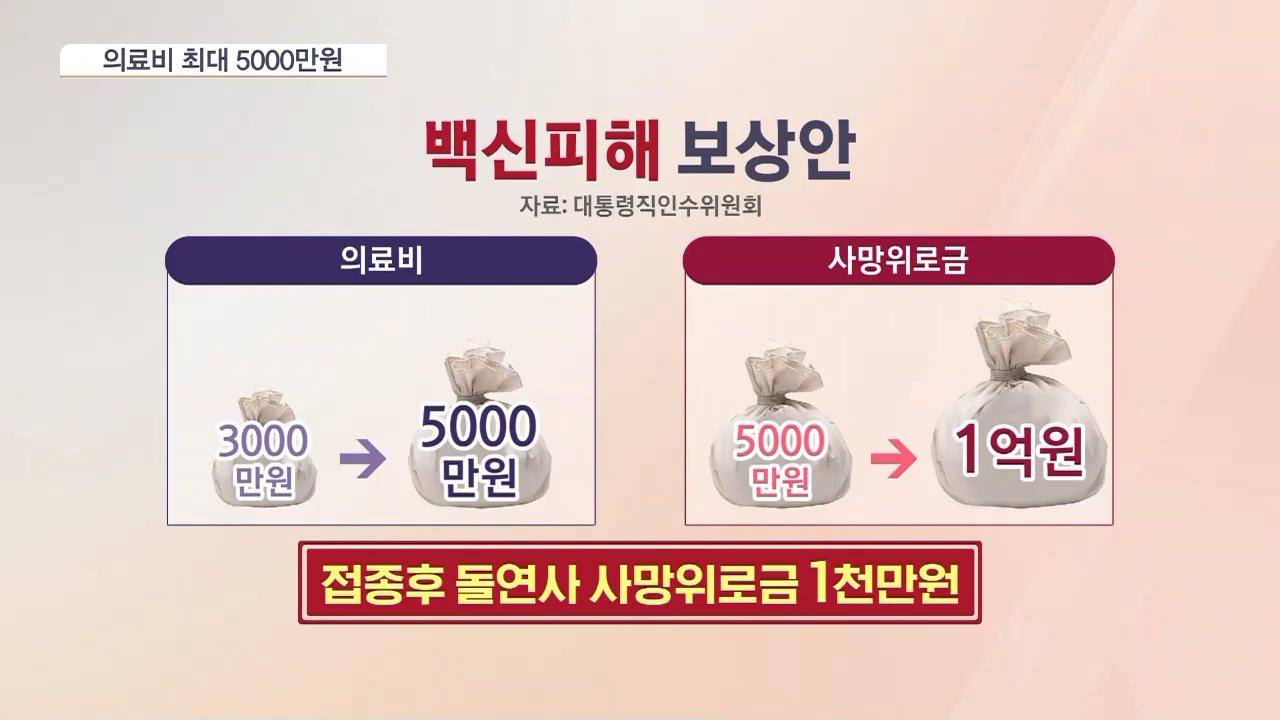 의료비 최대 5000만원
백신피해 보상안
자료: 대통령직인수위원회
의료비
3000
만원
5000
만원
사망위로금
5000
만원
1억원
접종후 돌연사 사망위로금 1천만원